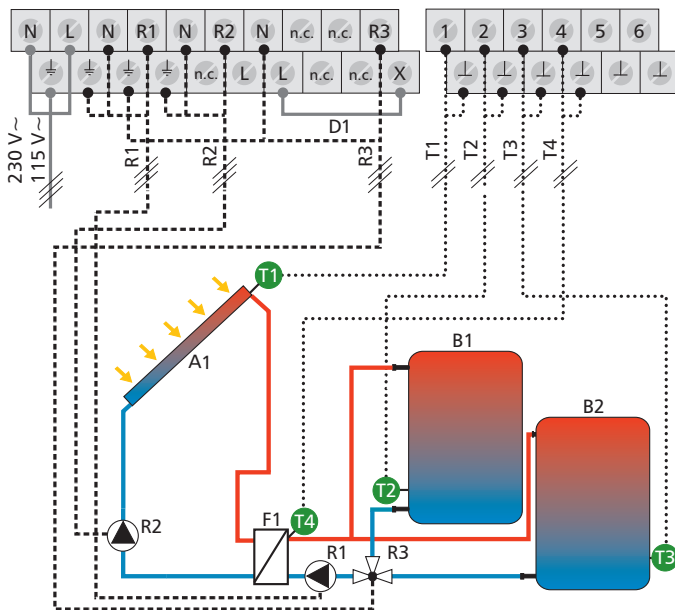 N L N R1 N R2 N n.c. n.c. R3
n.c. L L n.c. n.c. X
1 2 3 4 5 6
D1
230 V~
115 V~
R1
R2
R3
T1
T2
T3
T4
T1
A1
B1
B2
T2
F1
T4
R2
R1
R3
T3